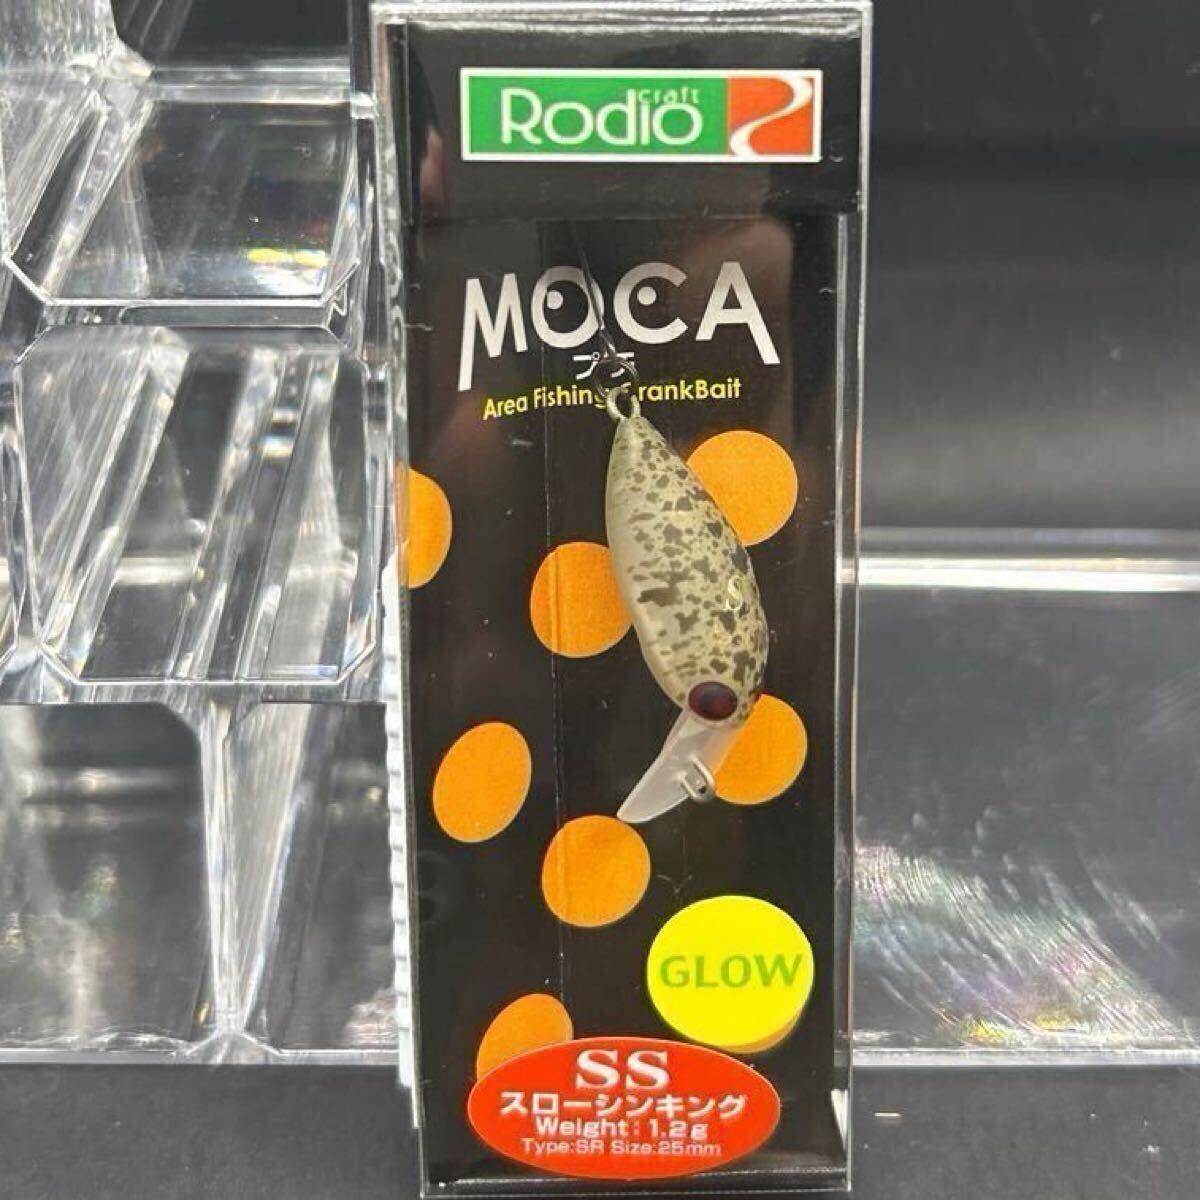 Rodio craft
MOCA
プラ
Area Fishing CrankBait
S
GLOW
SS
スローシンキング
Weight:1.2g
Type:SR Size:25mm